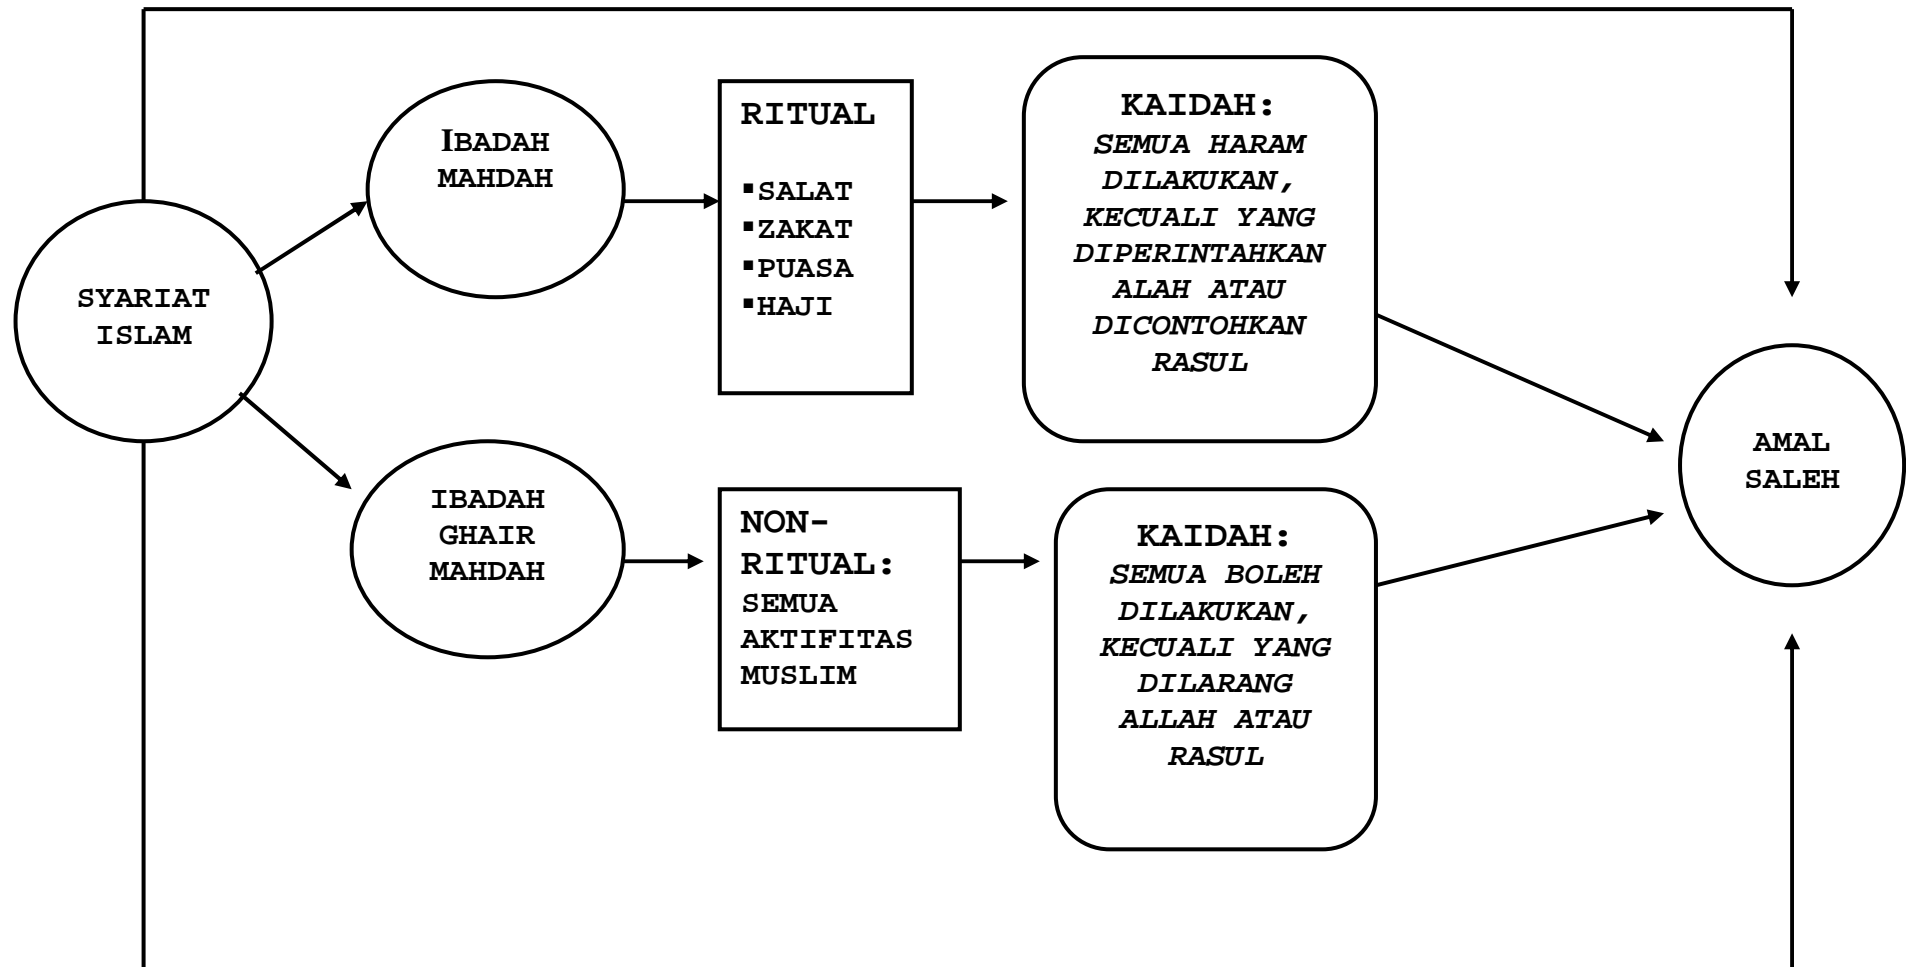 SYARIAT
ISLAM
IBADAH
MAHDAH
RITUAL
▪SALAT
▪ZAKAT
▪PUASA
▪HAJI
KAIDAH:
SEMUA HARAM
DILAKUKAN,
KECUALI YANG
DIPERINTAHKAN
ALAH ATAU
DICONTOHKAN
RASUL
IBADAH
GHAIR
MAHDAH
NON-
RITUAL:
SEMUA
AKTIFITAS
MUSLIM
KAIDAH:
SEMUA BOLEH
DILAKUKAN,
KECUALI YANG
DILARANG
ALLAH ATAU
RASUL
AMAL
SALEH